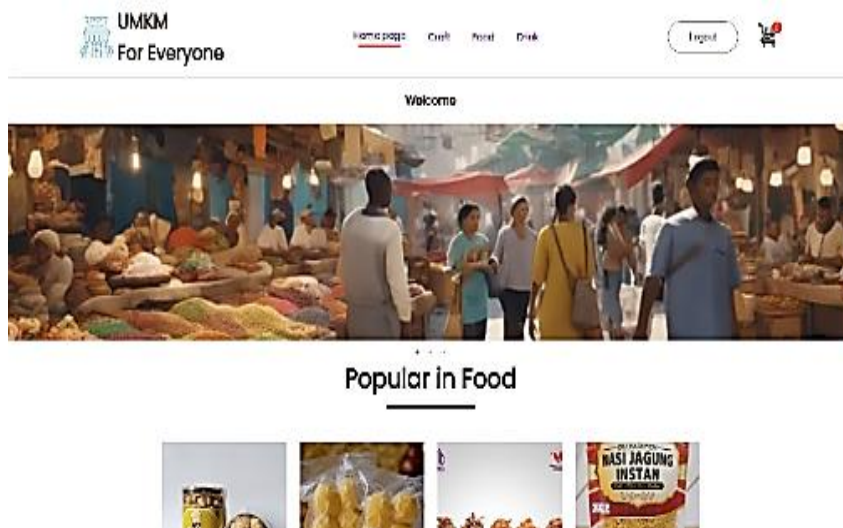 UMKM
For Everyone
Home page Craft Food Drink
Logout
Welcome
Popular in Food
NASI JAGUNG
INSTAN